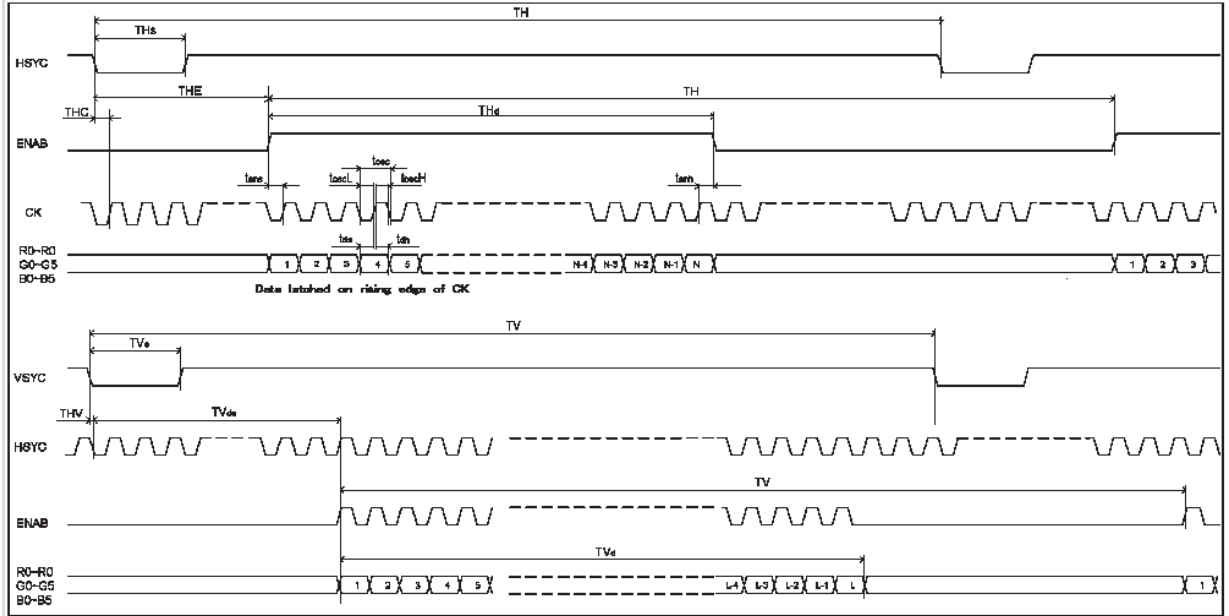 TH
THs
HSYC
THE TH
THC THd
ENAB
tosc
tens toscL toscH tenh
CK
tds tdh
R0~R0
G0~G5
B0~B5
1 2 3 4 5 N-4 N-3 N-2 N-1 N 1 2 3
Data latched on rising edge of CK
TV
TVs
VSYC
THV TVds
HSYC
TV
ENAB
TVd
R0~R0
G0~G5
B0~B5
1 2 3 4 5 L-4 L-3 L-2 L-1 L 1